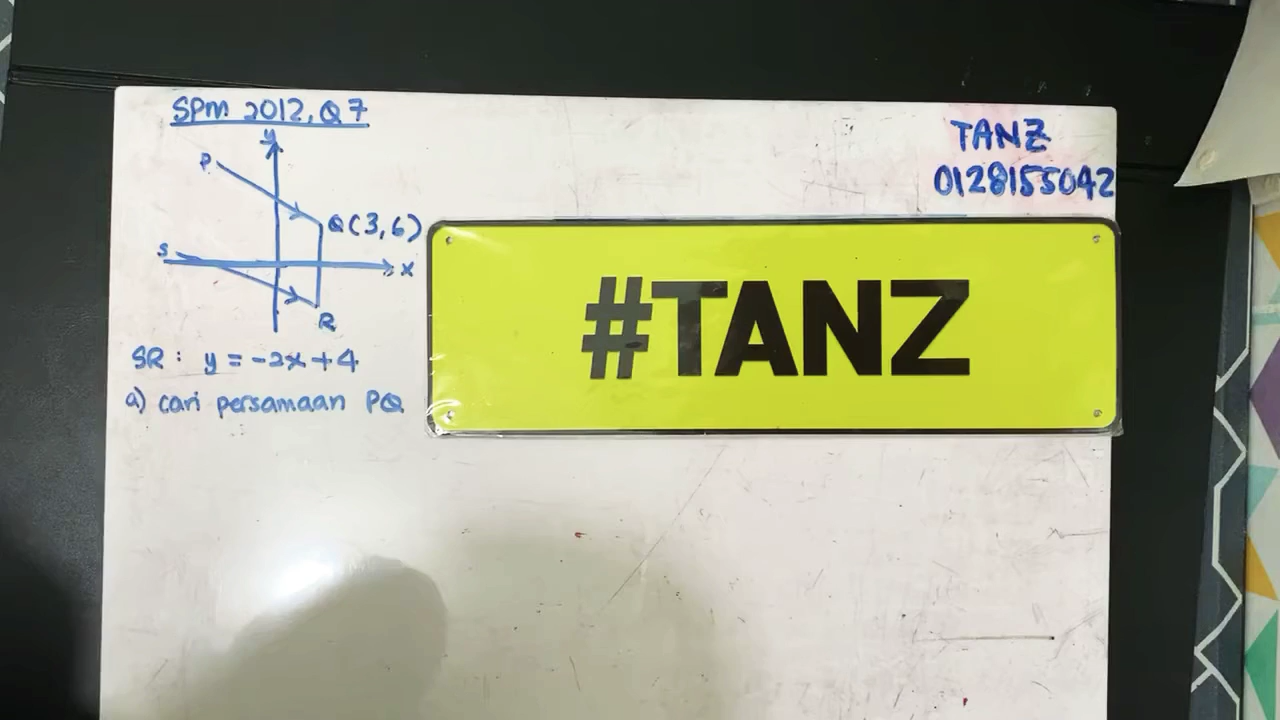 SPM 2012, Q7
y
P
Q(3,6)
S
x
R
SR : y = -2x + 4
a) cari persamaan PQ
TANZ
0128155042
#TANZ